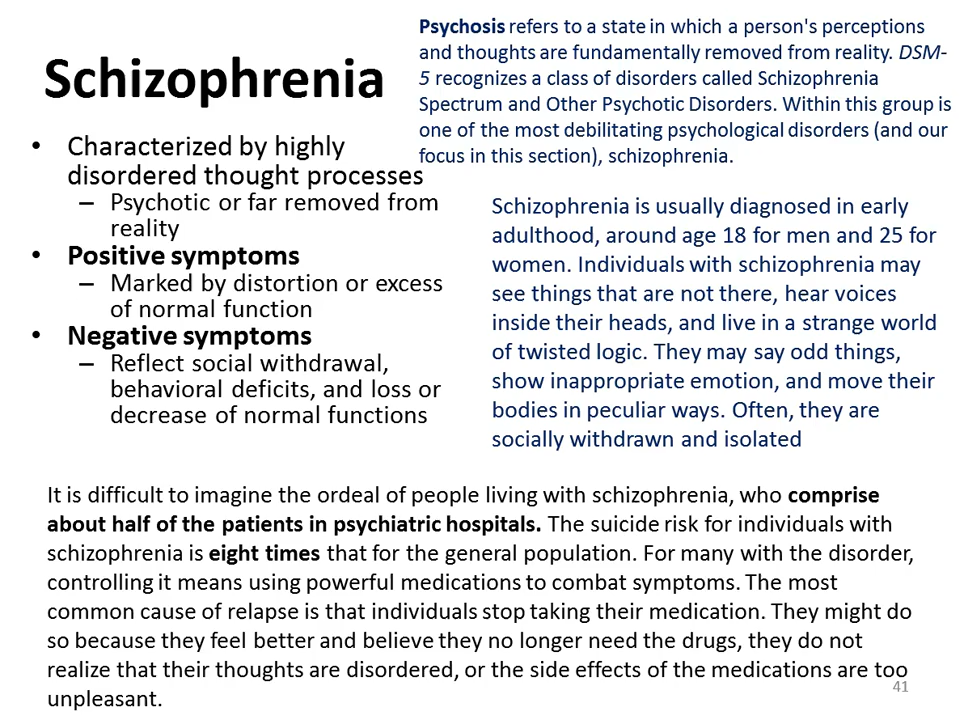 Schizophrenia
• Characterized by highly
disordered thought processes
– Psychotic or far removed from
reality
• Positive symptoms
– Marked by distortion or excess
of normal function
• Negative symptoms
– Reflect social withdrawal,
behavioral deficits, and loss or
decrease of normal functions
Psychosis refers to a state in which a person's perceptions
and thoughts are fundamentally removed from reality. DSM-
5 recognizes a class of disorders called Schizophrenia
Spectrum and Other Psychotic Disorders. Within this group is
one of the most debilitating psychological disorders (and our
focus in this section), schizophrenia.
Schizophrenia is usually diagnosed in early
adulthood, around age 18 for men and 25 for
women. Individuals with schizophrenia may
see things that are not there, hear voices
inside their heads, and live in a strange world
of twisted logic. They may say odd things,
show inappropriate emotion, and move their
bodies in peculiar ways. Often, they are
socially withdrawn and isolated
It is difficult to imagine the ordeal of people living with schizophrenia, who comprise
about half of the patients in psychiatric hospitals. The suicide risk for individuals with
schizophrenia is eight times that for the general population. For many with the disorder,
controlling it means using powerful medications to combat symptoms. The most
common cause of relapse is that individuals stop taking their medication. They might do
so because they feel better and believe they no longer need the drugs, they do not
realize that their thoughts are disordered, or the side effects of the medications are too
unpleasant.
41